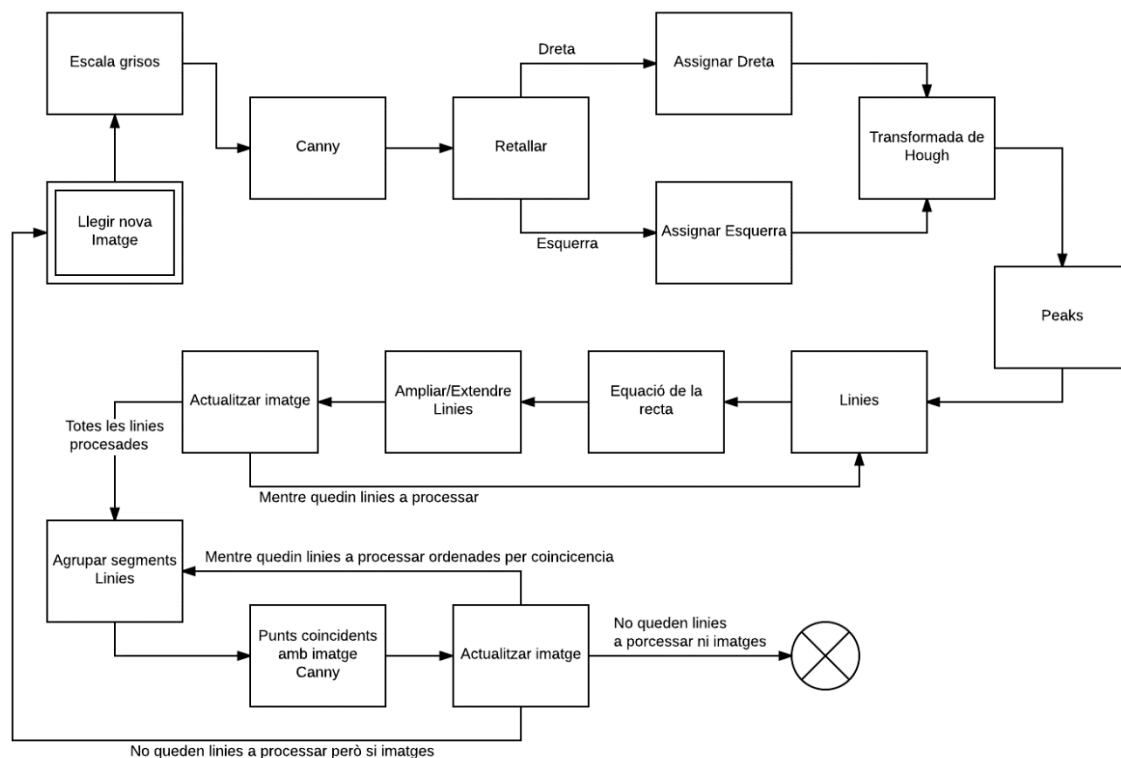 Escala grisos
Dreta
Assignar Dreta
Canny
Retallar
Transformada de
Hough
Llegir nova
Imatge
Esquerra
Assignar Esquerra
Peaks
Actualitzar imatge
Ampliar/Extendre
Linies
Equació de la
recta
Linies
Totes les linies
procesades
Mentre quedin linies a processar
Agrupar segments
Linies
Mentre quedin linies a processar ordenades per coincicencia
Punts coincidents
amb imatge
Canny
Actualitzar imatge
No queden linies
a porcessar ni imatges
No queden linies a processar però si imatges